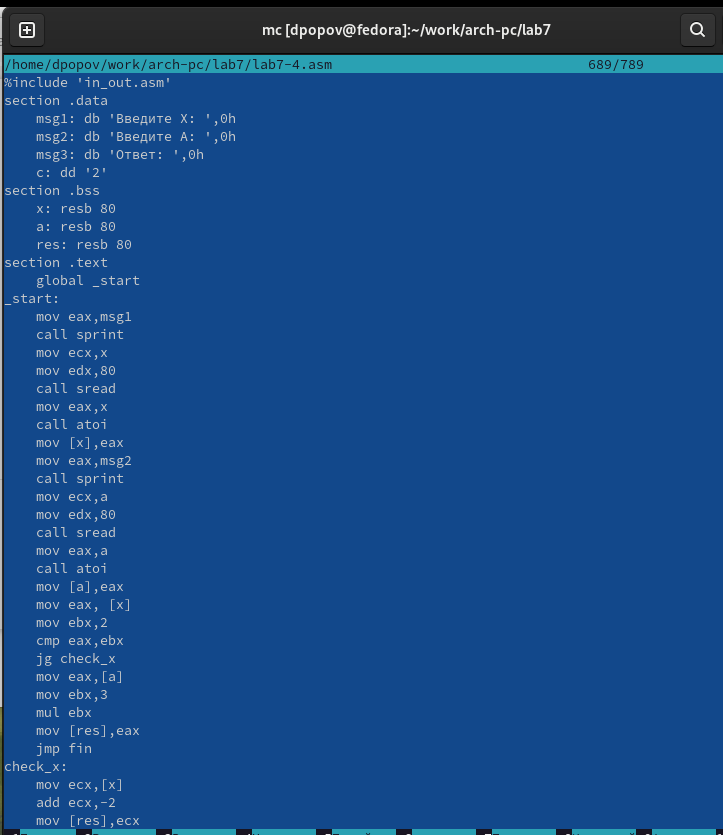 mc [dpopov@fedora]:~/work/arch-pc/lab7
/home/dpopov/work/arch-pc/lab7/lab7-4.asm 689/789
%include 'in_out.asm'
section .data
    msg1: db 'Введите X: ',0h
    msg2: db 'Введите A: ',0h
    msg3: db 'Ответ: ',0h
    c: dd '2'
section .bss
    x: resb 80
    a: resb 80
    res: resb 80
section .text
    global _start
_start:
    mov eax,msg1
    call sprint
    mov ecx,x
    mov edx,80
    call sread
    mov eax,x
    call atoi
    mov [x],eax
    mov eax,msg2
    call sprint
    mov ecx,a
    mov edx,80
    call sread
    mov eax,a
    call atoi
    mov [a],eax
    mov eax, [x]
    mov ebx,2
    cmp eax,ebx
    jg check_x
    mov eax,[a]
    mov ebx,3
    mul ebx
    mov [res],eax
    jmp fin
check_x:
    mov ecx,[x]
    add ecx,-2
    mov [res],ecx